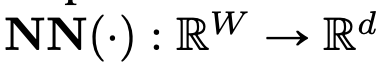 NN(·) : ℝ^W → ℝ^d